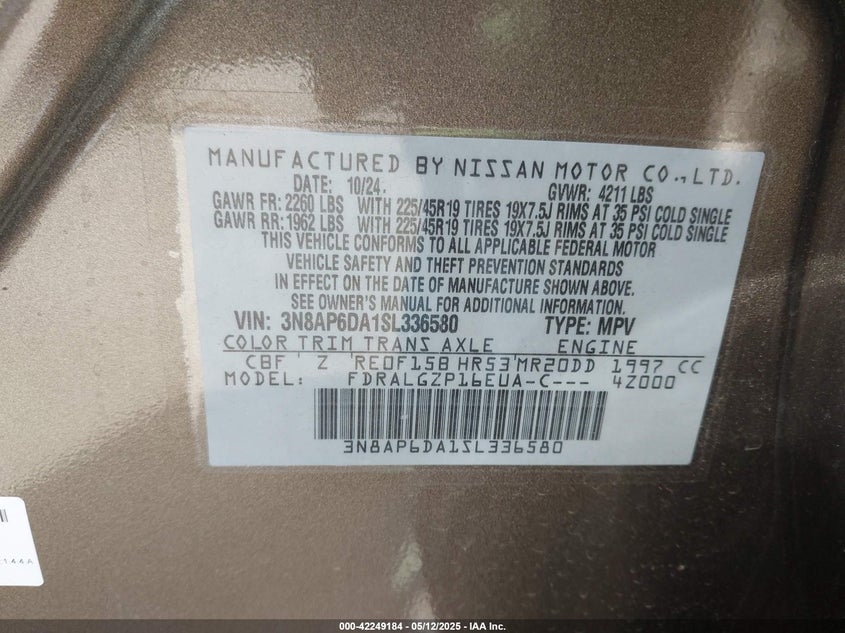 MANUFACTURED BY NISSAN MOTOR CO.,LTD.
DATE: 10/24. GVWR: 4211 LBS
GAWR FR: 2260 LBS WITH 225/45R19 TIRES 19X7.5J RIMS AT 35 PSI COLD SINGLE
GAWR RR: 1962 LBS WITH 225/45R19 TIRES 19X7.5J RIMS AT 35 PSI COLD SINGLE
THIS VEHICLE CONFORMS TO ALL APPLICABLE FEDERAL MOTOR
VEHICLE SAFETY AND THEFT PREVENTION STANDARDS
IN EFFECT ON THE DATE OF MANUFACTURE SHOWN ABOVE.
SEE OWNER'S MANUAL FOR ADDITIONAL INFORMATION.
VIN: 3N8AP6DA1SL336580 TYPE: MPV
COLOR TRIM TRANS AXLE ENGINE
CBF Z RE0F15B HR53 MR20DD 1997 CC
MODEL: FDRALGZP16EUA-C--- 4Z000
3N8AP6DA1SL336580
144A
000-42249184 - 05/12/2025 - IAA Inc.